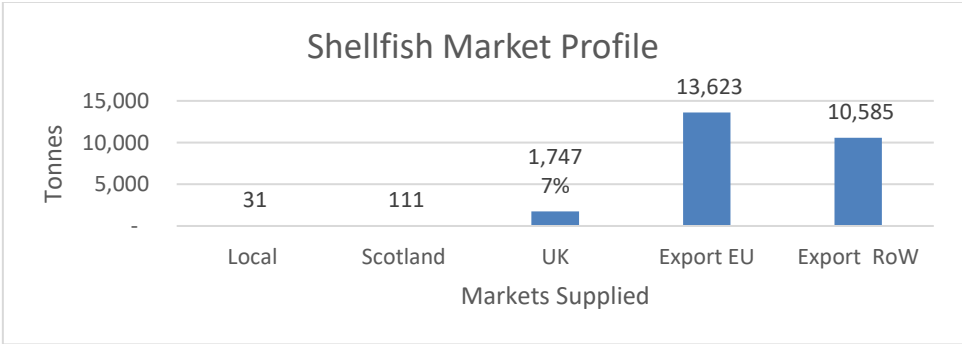 Shellfish Market Profile
Tonnes
15,000
10,000
5,000
-
31
111
1,747
7%
13,623
10,585
Local
Scotland
UK
Export EU
Export RoW
Markets Supplied